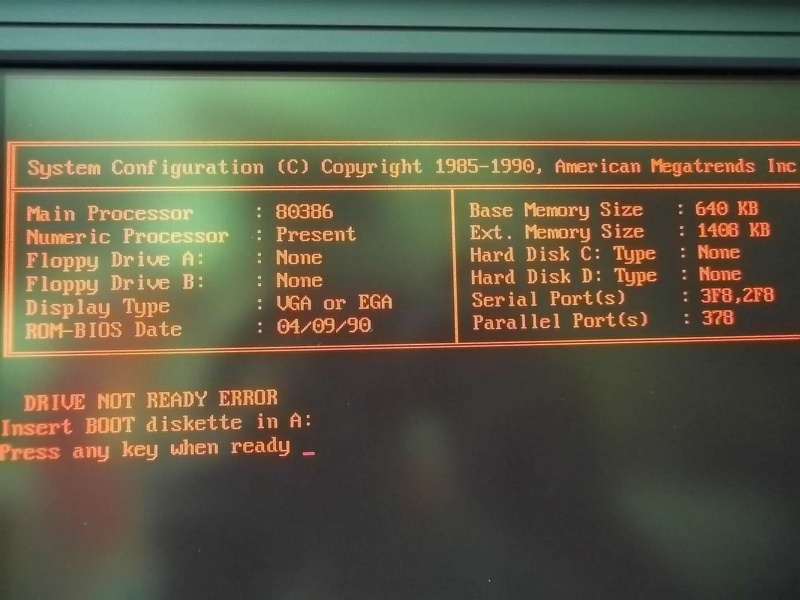 System Configuration (C) Copyright 1985-1990, American Megatrends Inc
Main Processor : 80386
Numeric Processor : Present
Floppy Drive A: : None
Floppy Drive B: : None
Display Type : VGA or EGA
ROM-BIOS Date : 04/09/90
Base Memory Size : 640 KB
Ext. Memory Size : 1408 KB
Hard Disk C: Type : None
Hard Disk D: Type : None
Serial Port(s) : 3F8,2F8
Parallel Port(s) : 378
DRIVE NOT READY ERROR
Insert BOOT diskette in A:
Press any key when ready _